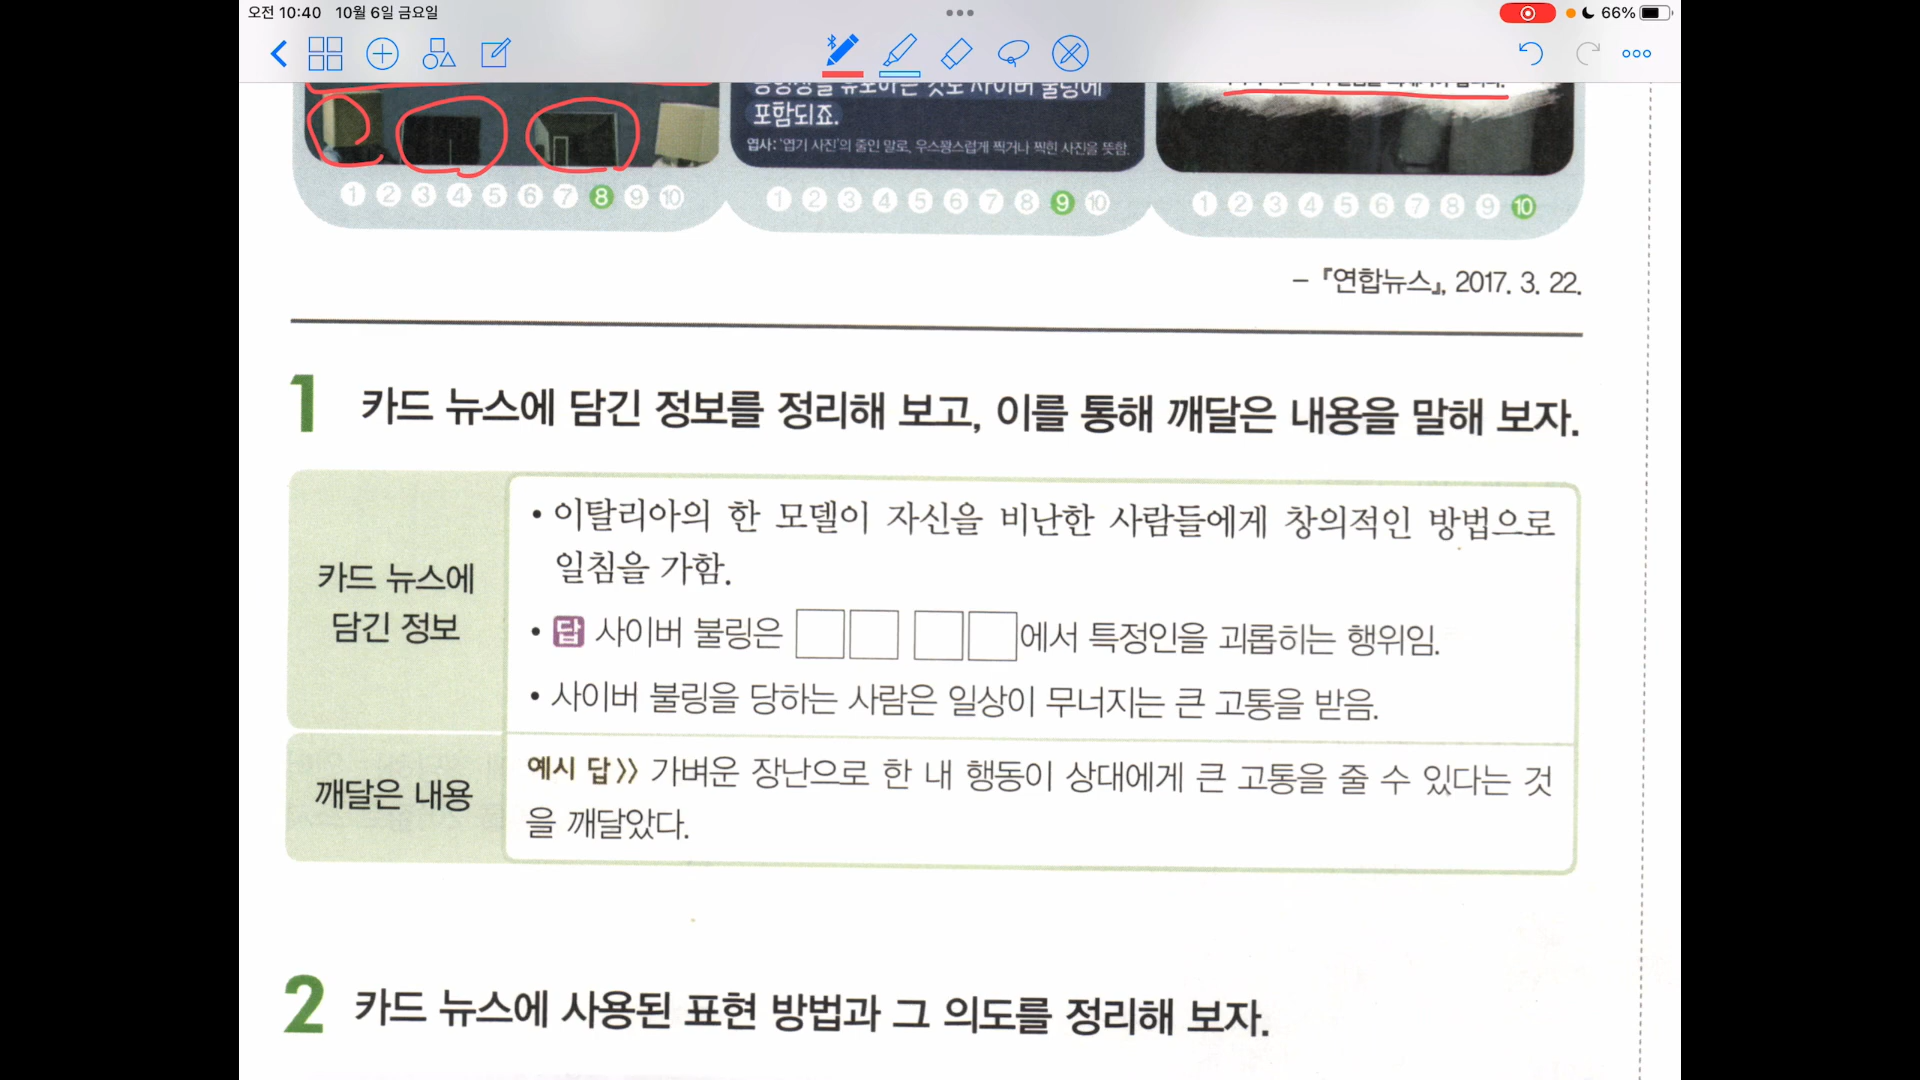 오전 10:40 10월 6일 금요일
66%
포함되죠.
엽사: '엽기 사진'의 줄인 말로, 우스꽝스럽게 찍거나 찍힌 사진을 뜻함.
1 2 3 4 5 6 7 8 9 10
1 2 3 4 5 6 7 8 9 10
1 2 3 4 5 6 7 8 9 10
– 『연합뉴스』, 2017. 3. 22.
1 카드 뉴스에 담긴 정보를 정리해 보고, 이를 통해 깨달은 내용을 말해 보자.
카드 뉴스에
담긴 정보
• 이탈리아의 한 모델이 자신을 비난한 사람들에게 창의적인 방법으로
일침을 가함.
• 답 사이버 불링은 □□ □□에서 특정인을 괴롭히는 행위임.
• 사이버 불링을 당하는 사람은 일상이 무너지는 큰 고통을 받음.
깨달은 내용
예시 답》 가벼운 장난으로 한 내 행동이 상대에게 큰 고통을 줄 수 있다는 것
을 깨달았다.
2 카드 뉴스에 사용된 표현 방법과 그 의도를 정리해 보자.